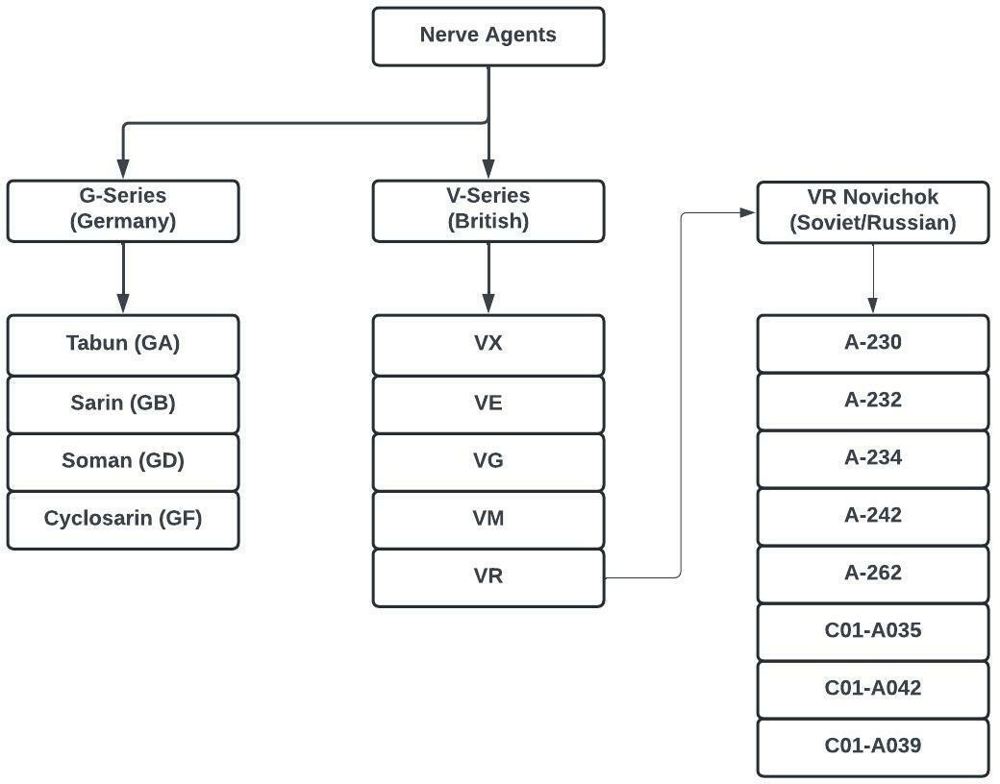 Nerve Agents
G-Series
(Germany)
V-Series
(British)
VR Novichok
(Soviet/Russian)
Tabun (GA)
Sarin (GB)
Soman (GD)
Cyclosarin (GF)
VX
VE
VG
VM
VR
A-230
A-232
A-234
A-242
A-262
C01-A035
C01-A042
C01-A039